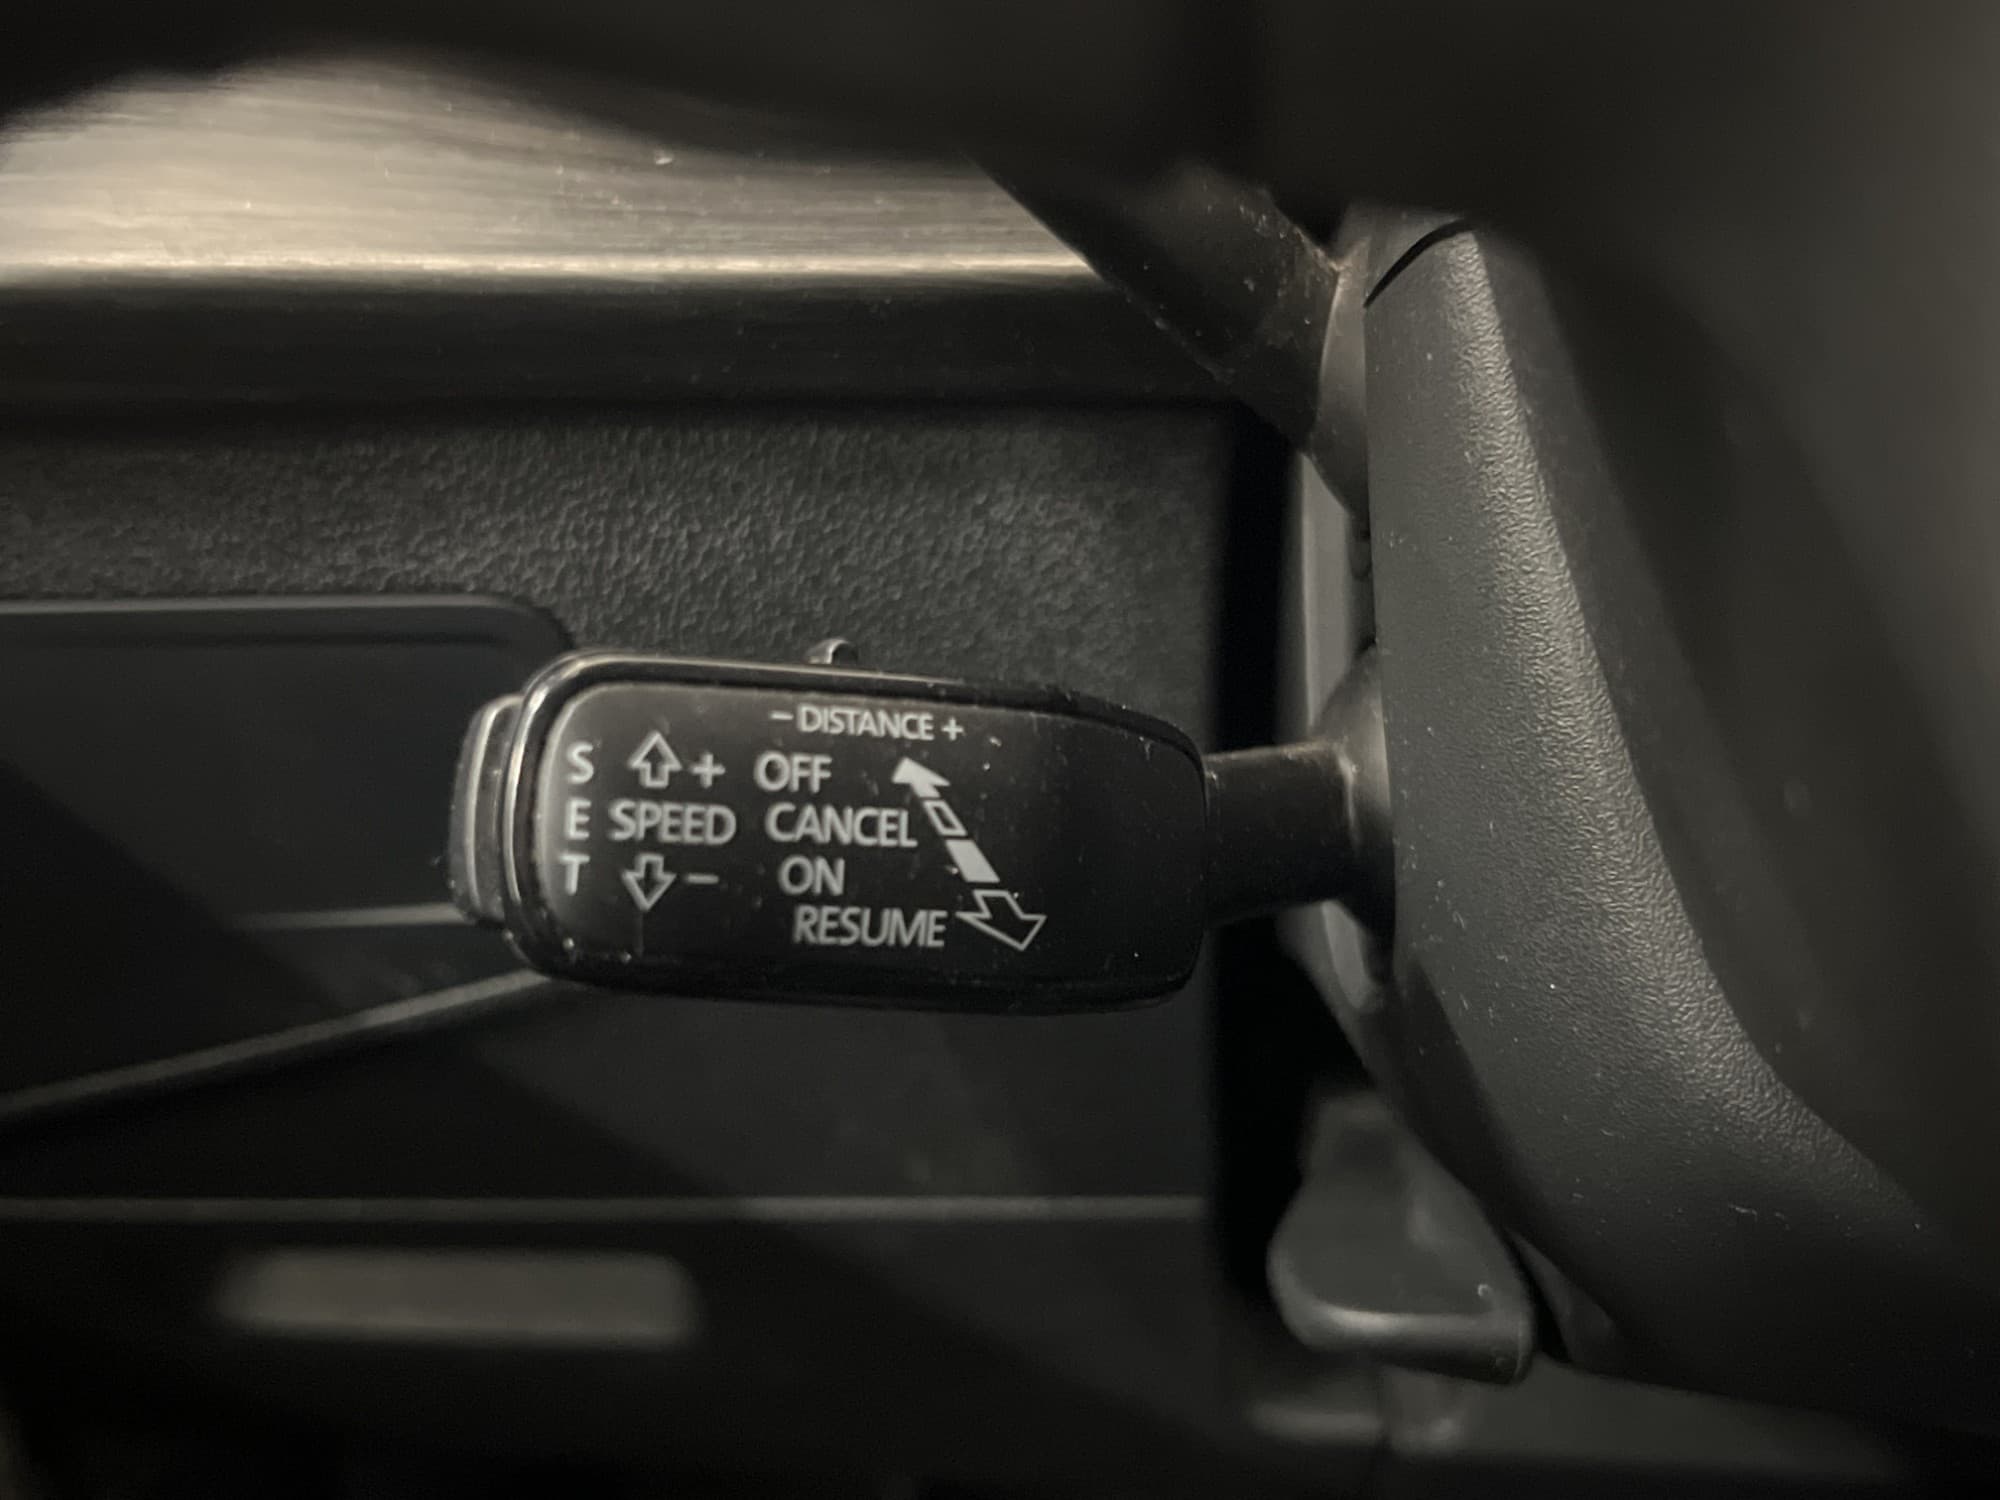 - DISTANCE +
S + OFF
E SPEED CANCEL
T - ON
RESUME